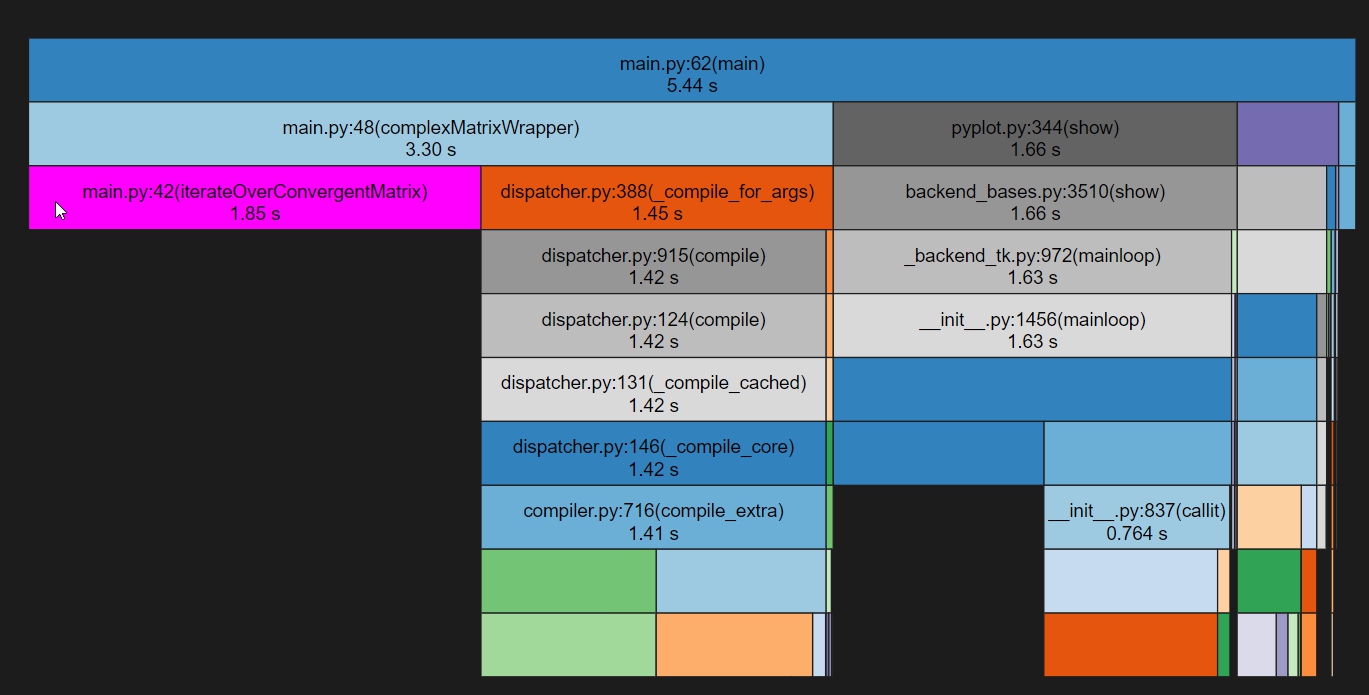 main.py:62(main)
5.44 s
main.py:48(complexMatrixWrapper)
3.30 s
pyplot.py:344(show)
1.66 s
main.py:42(iterateOverConvergentMatrix)
1.85 s
dispatcher.py:388(_compile_for_args)
1.45 s
backend_bases.py:3510(show)
1.66 s
dispatcher.py:915(compile)
1.42 s
_backend_tk.py:972(mainloop)
1.63 s
dispatcher.py:124(compile)
1.42 s
__init__.py:1456(mainloop)
1.63 s
dispatcher.py:131(_compile_cached)
1.42 s
dispatcher.py:146(_compile_core)
1.42 s
compiler.py:716(compile_extra)
1.41 s
__init__.py:837(callit)
0.764 s